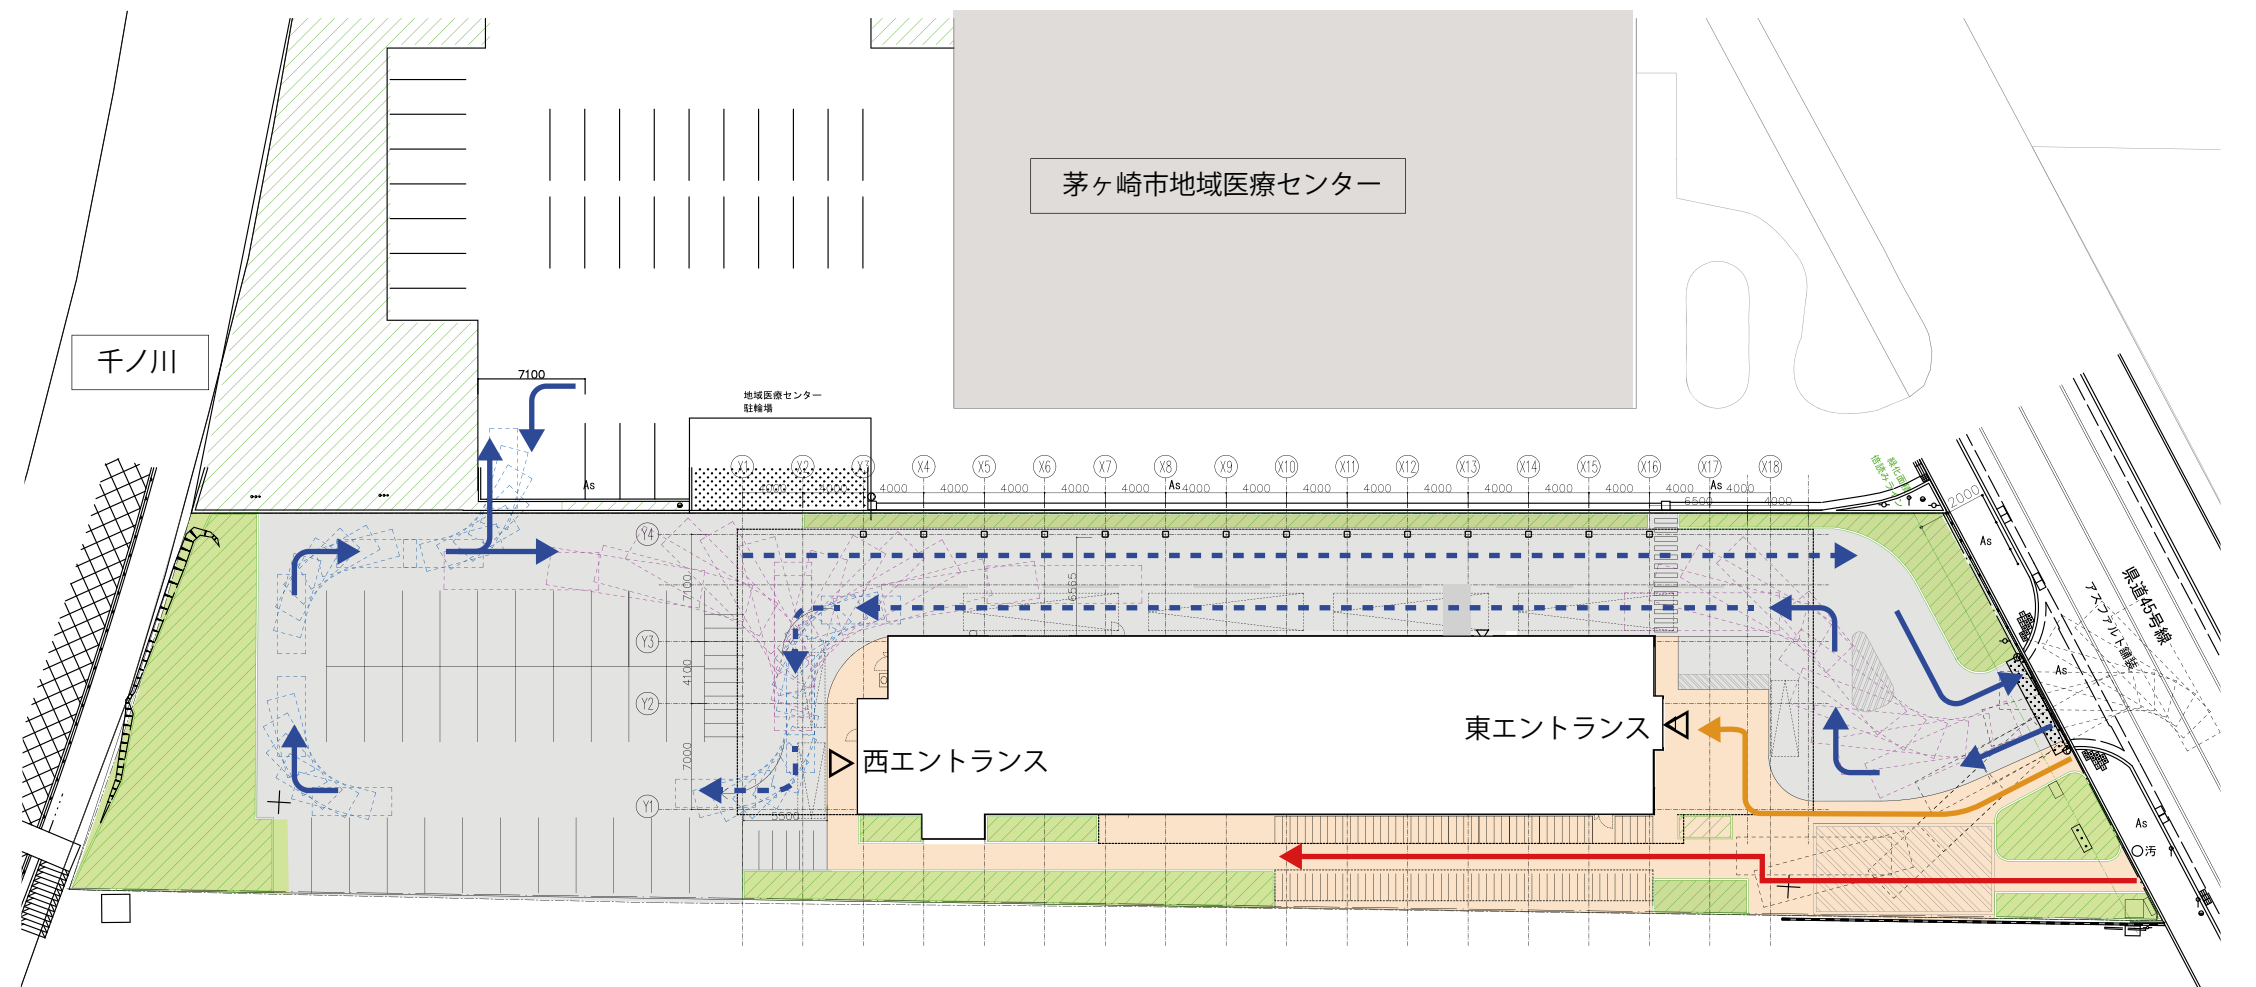 茅ヶ崎市地域医療センター
千ノ川
7100
地域医療センター
駐輪場
X1 X2 X3 X4 X5 X6 X7 X8 X9 X10 X11 X12 X13 X14 X15 X16 X17 X18
As As As
4000 4000 4000 4000 4000 4000 4000 4000 4000 4000 4000 4000 4000 4000 4000 4000 4000
6500
2000
As
Y4
7100
6565
Y3
4100
Y2
7000
Y1
5500
県道45号線
アスファルト舗装
As
東エントランス
西エントランス
As
汚